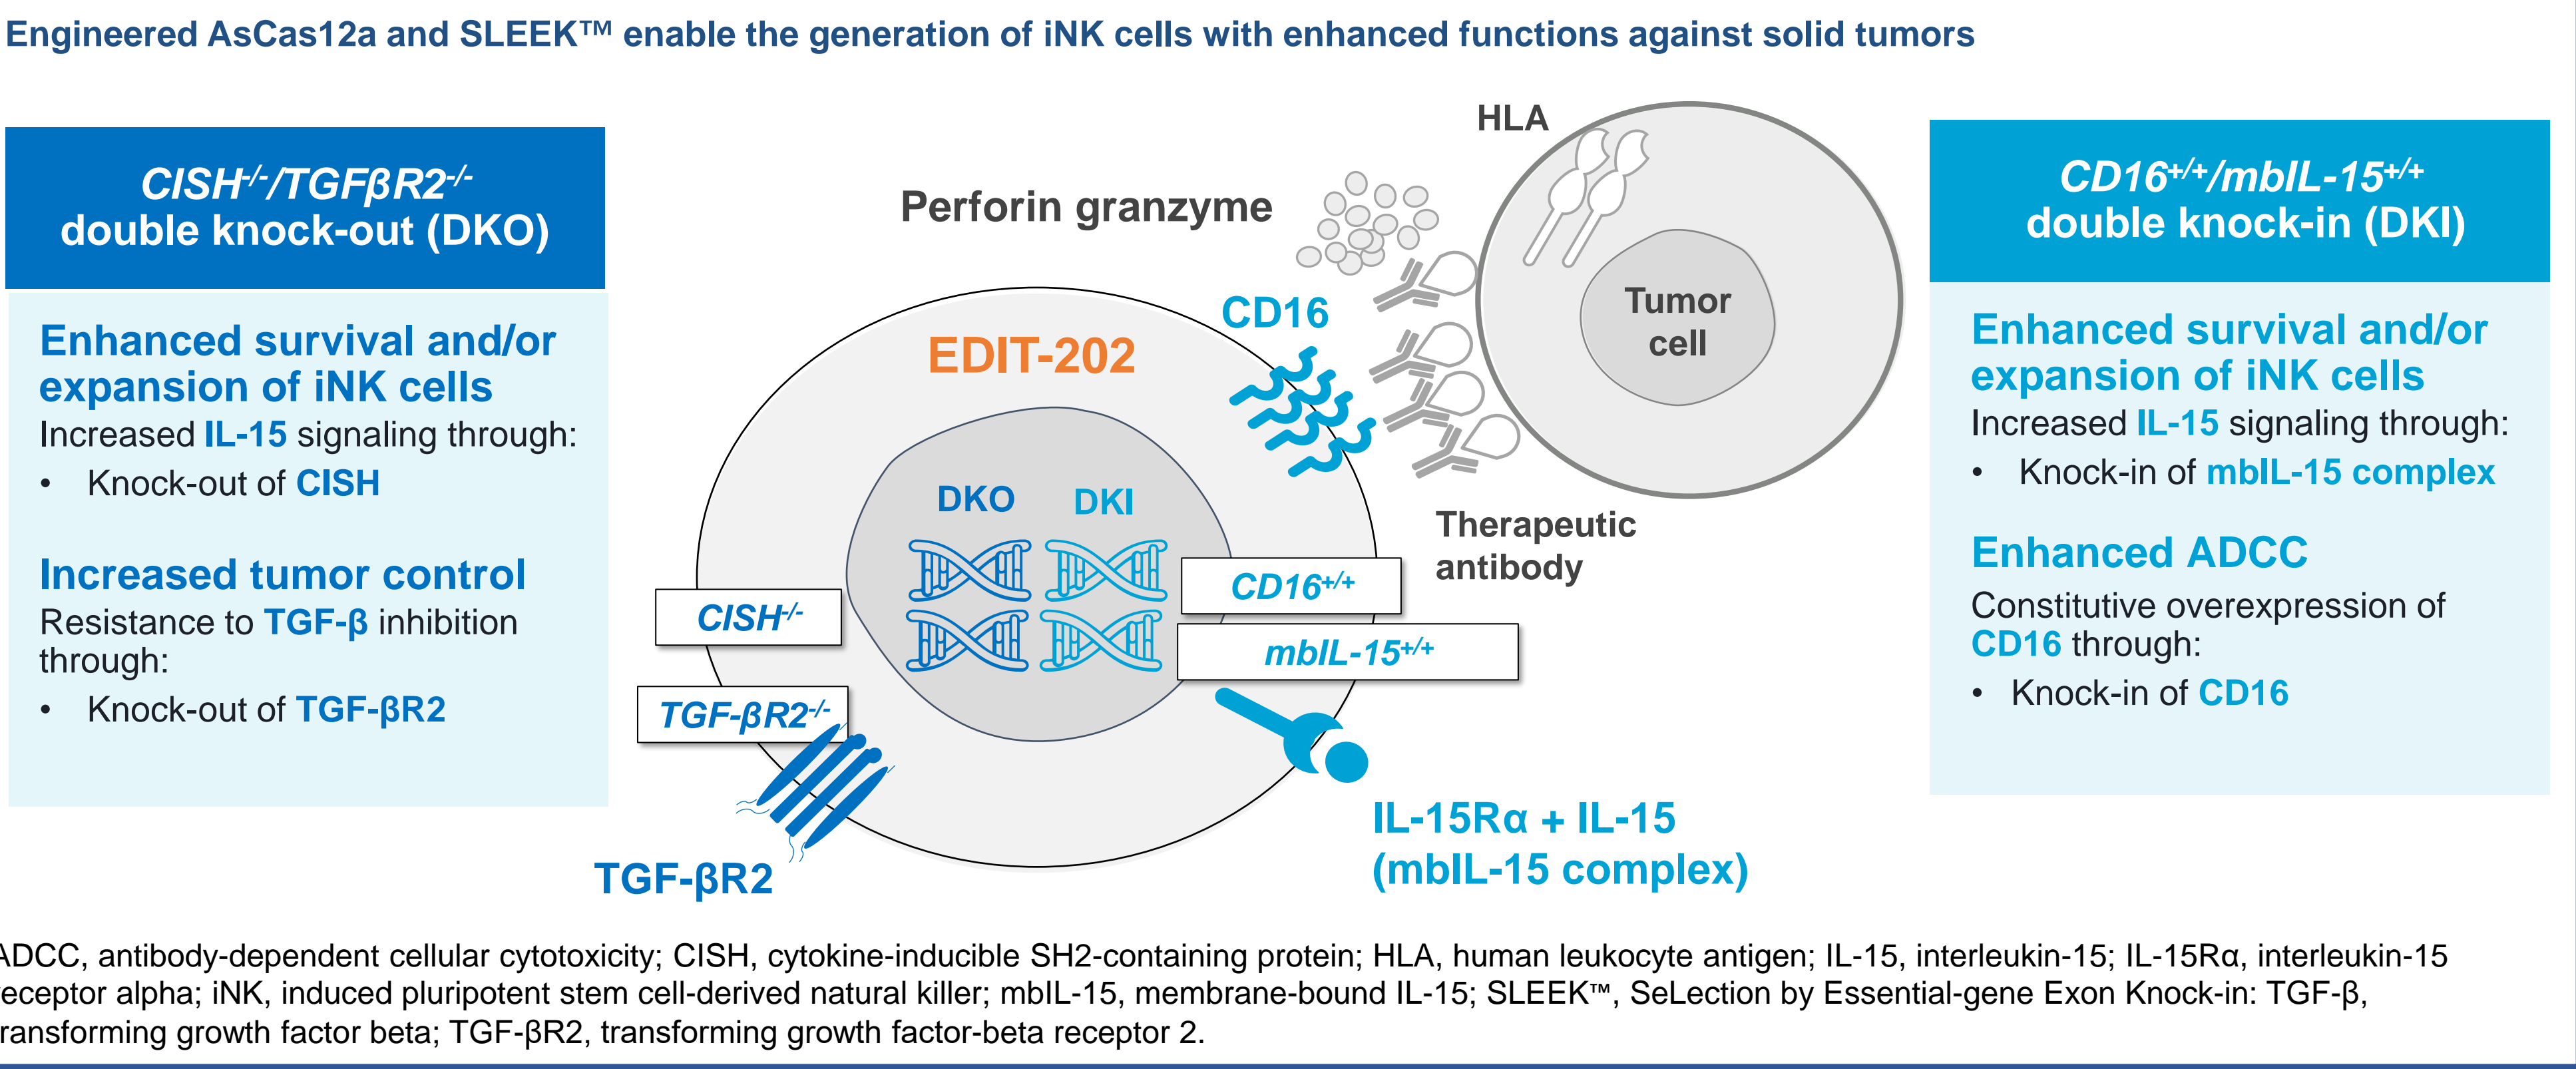 Engineered AsCas12a and SLEEK™ enable the generation of iNK cells with enhanced functions against solid tumors
CISH-/-/TGFβR2-/-
double knock-out (DKO)
Enhanced survival and/or
expansion of iNK cells
Increased IL-15 signaling through:
• Knock-out of CISH
Increased tumor control
Resistance to TGF-β inhibition
through:
• Knock-out of TGF-βR2
HLA
Perforin granzyme
Tumor
cell
CD16
EDIT-202
DKO DKI
Therapeutic
antibody
CISH-/-
CD16+/+
mbIL-15+/+
TGF-βR2-/-
TGF-βR2
IL-15Rα + IL-15
(mbIL-15 complex)
CD16+/+/mbIL-15+/+
double knock-in (DKI)
Enhanced survival and/or
expansion of iNK cells
Increased IL-15 signaling through:
• Knock-in of mbIL-15 complex
Enhanced ADCC
Constitutive overexpression of
CD16 through:
• Knock-in of CD16
ADCC, antibody-dependent cellular cytotoxicity; CISH, cytokine-inducible SH2-containing protein; HLA, human leukocyte antigen; IL-15, interleukin-15; IL-15Rα, interleukin-15
receptor alpha; iNK, induced pluripotent stem cell-derived natural killer; mbIL-15, membrane-bound IL-15; SLEEK™, SeLection by Essential-gene Exon Knock-in: TGF-β,
transforming growth factor beta; TGF-βR2, transforming growth factor-beta receptor 2.